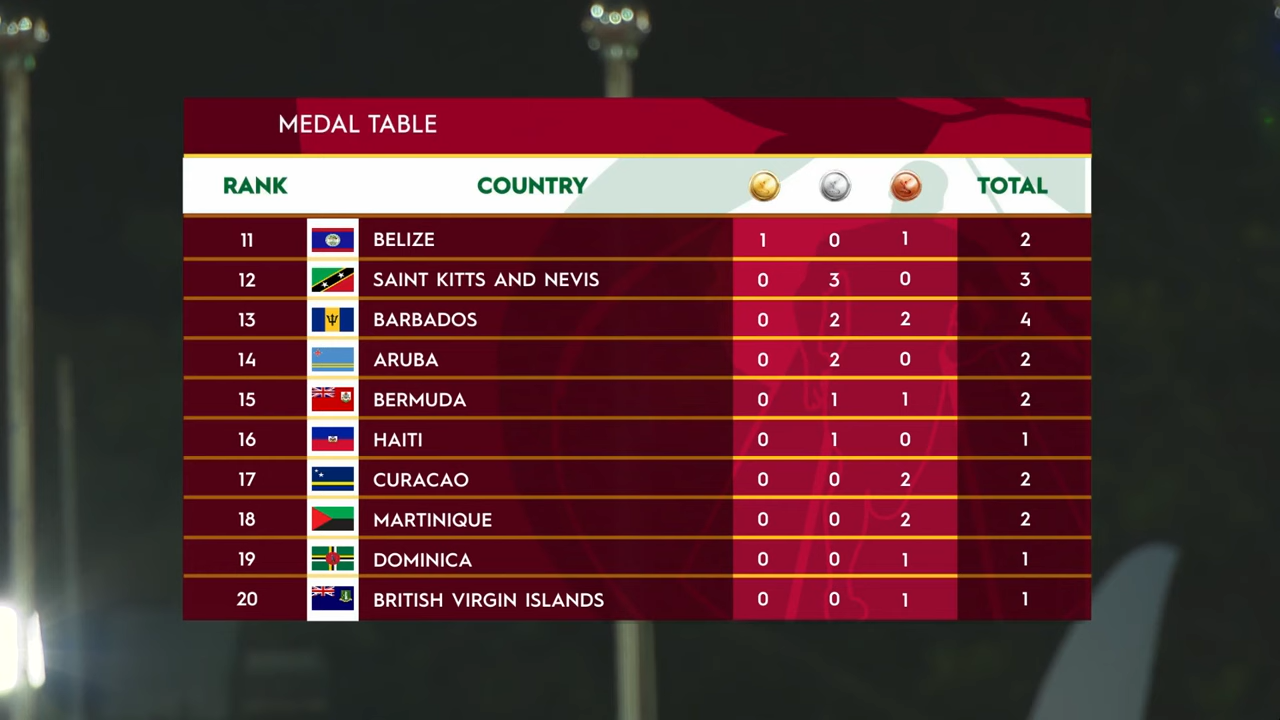 MEDAL TABLE
RANK COUNTRY TOTAL
11 BELIZE 1 0 1 2
12 SAINT KITTS AND NEVIS 0 3 0 3
13 BARBADOS 0 2 2 4
14 ARUBA 0 2 0 2
15 BERMUDA 0 1 1 2
16 HAITI 0 1 0 1
17 CURACAO 0 0 2 2
18 MARTINIQUE 0 0 2 2
19 DOMINICA 0 0 1 1
20 BRITISH VIRGIN ISLANDS 0 0 1 1